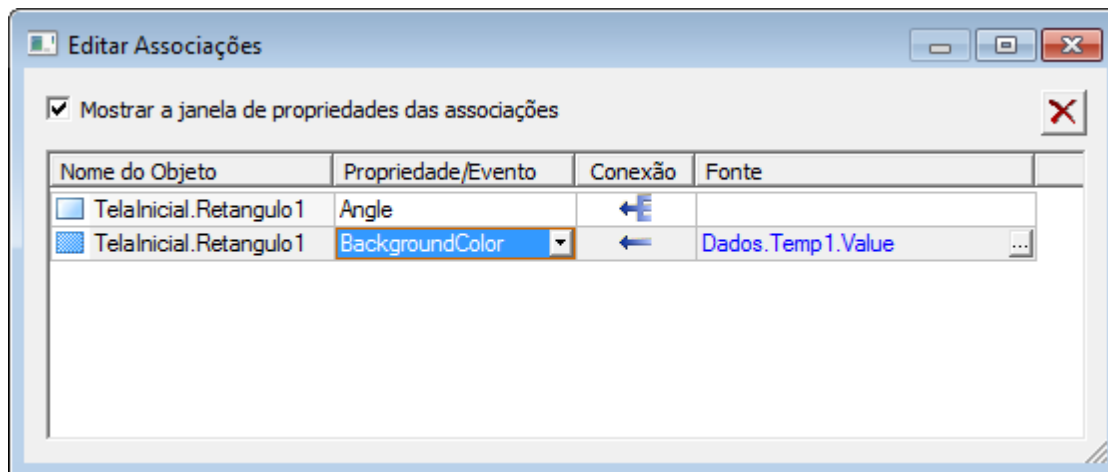 Editar Associações
Mostrar a janela de propriedades das associações
Nome do Objeto Propriedade/Evento Conexão Fonte
TelaInicial.Retangulo1 Angle
TelaInicial.Retangulo1 BackgroundColor Dados.Temp1.Value ...